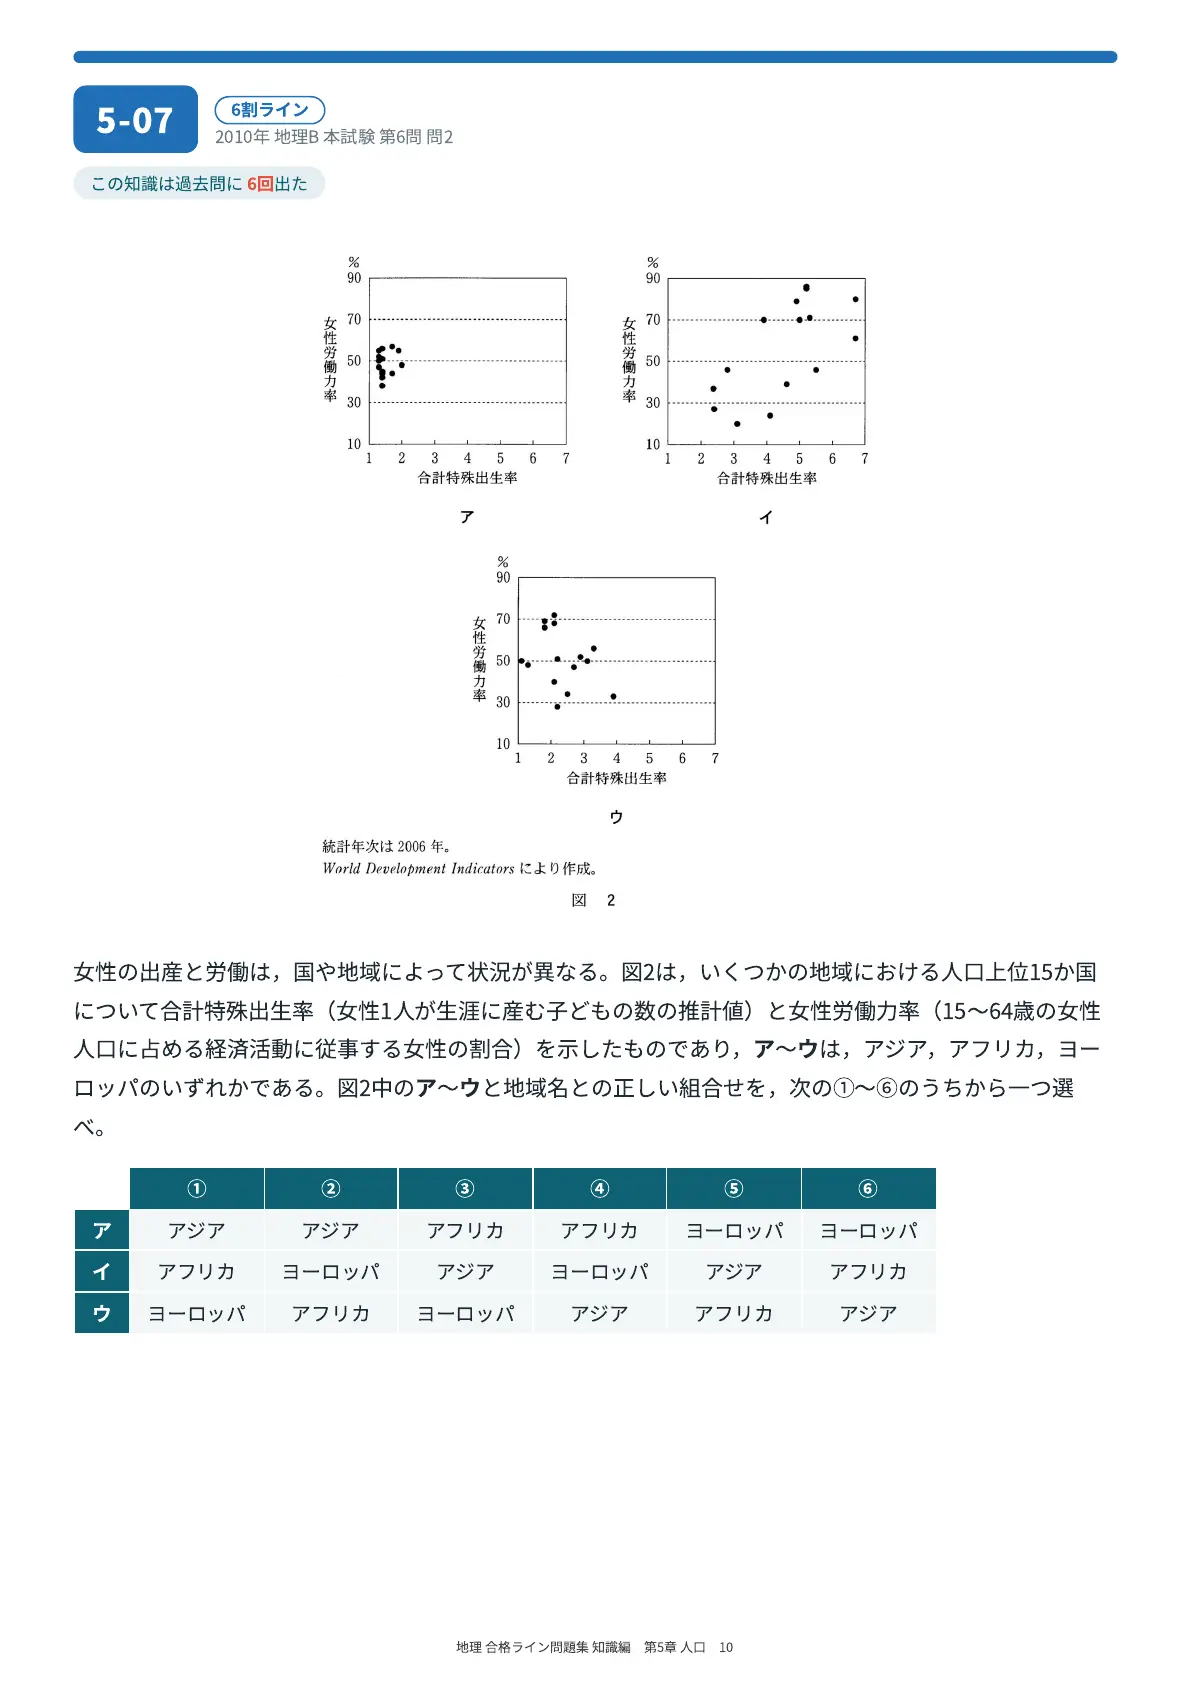 5-07
6割ライン
2010年 地理B 本試験 第6問 問2
この知識は過去問に 6回出た
%
90
70
50
30
10
女性労働力率
1 2 3 4 5 6 7
合計特殊出生率
ア
%
90
70
50
30
10
女性労働力率
1 2 3 4 5 6 7
合計特殊出生率
イ
%
90
70
50
30
10
女性労働力率
1 2 3 4 5 6 7
合計特殊出生率
ウ
統計年次は 2006 年。
World Development Indicators により作成。
図 2
女性の出産と労働は，国や地域によって状況が異なる。図2は，いくつかの地域における人口上位15か国
について合計特殊出生率（女性1人が生涯に産む子どもの数の推計値）と女性労働力率（15〜64歳の女性
人口に占める経済活動に従事する女性の割合）を示したものであり，ア〜ウは，アジア，アフリカ，ヨー
ロッパのいずれかである。図2中のア〜ウと地域名との正しい組合せを，次の①〜⑥のうちから一つ選
べ。
① ② ③ ④ ⑤ ⑥
ア アジア アジア アフリカ アフリカ ヨーロッパ ヨーロッパ
イ アフリカ ヨーロッパ アジア ヨーロッパ アジア アフリカ
ウ ヨーロッパ アフリカ ヨーロッパ アジア アフリカ アジア
地理 合格ライン問題集 知識編 第5章 人口 10